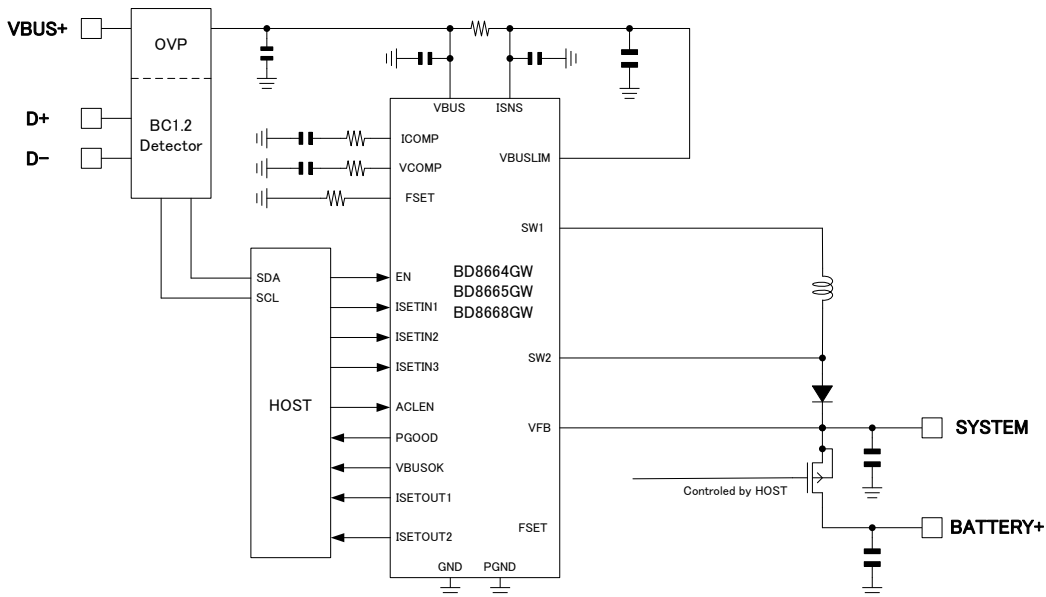 VBUS+
OVP
D+
D-
BC1.2
Detector
VBUS
ISNS
ICOMP
VCOMP
FSET
VBUSLIM
SW1
SDA
SCL
HOST
EN
ISETIN1
ISETIN2
ISETIN3
ACLEN
PGOOD
VBUSOK
ISETOUT1
ISETOUT2
BD8664GW
BD8665GW
BD8668GW
SW2
VFB
SYSTEM
Controled by HOST
FSET
BATTERY+
GND
PGND